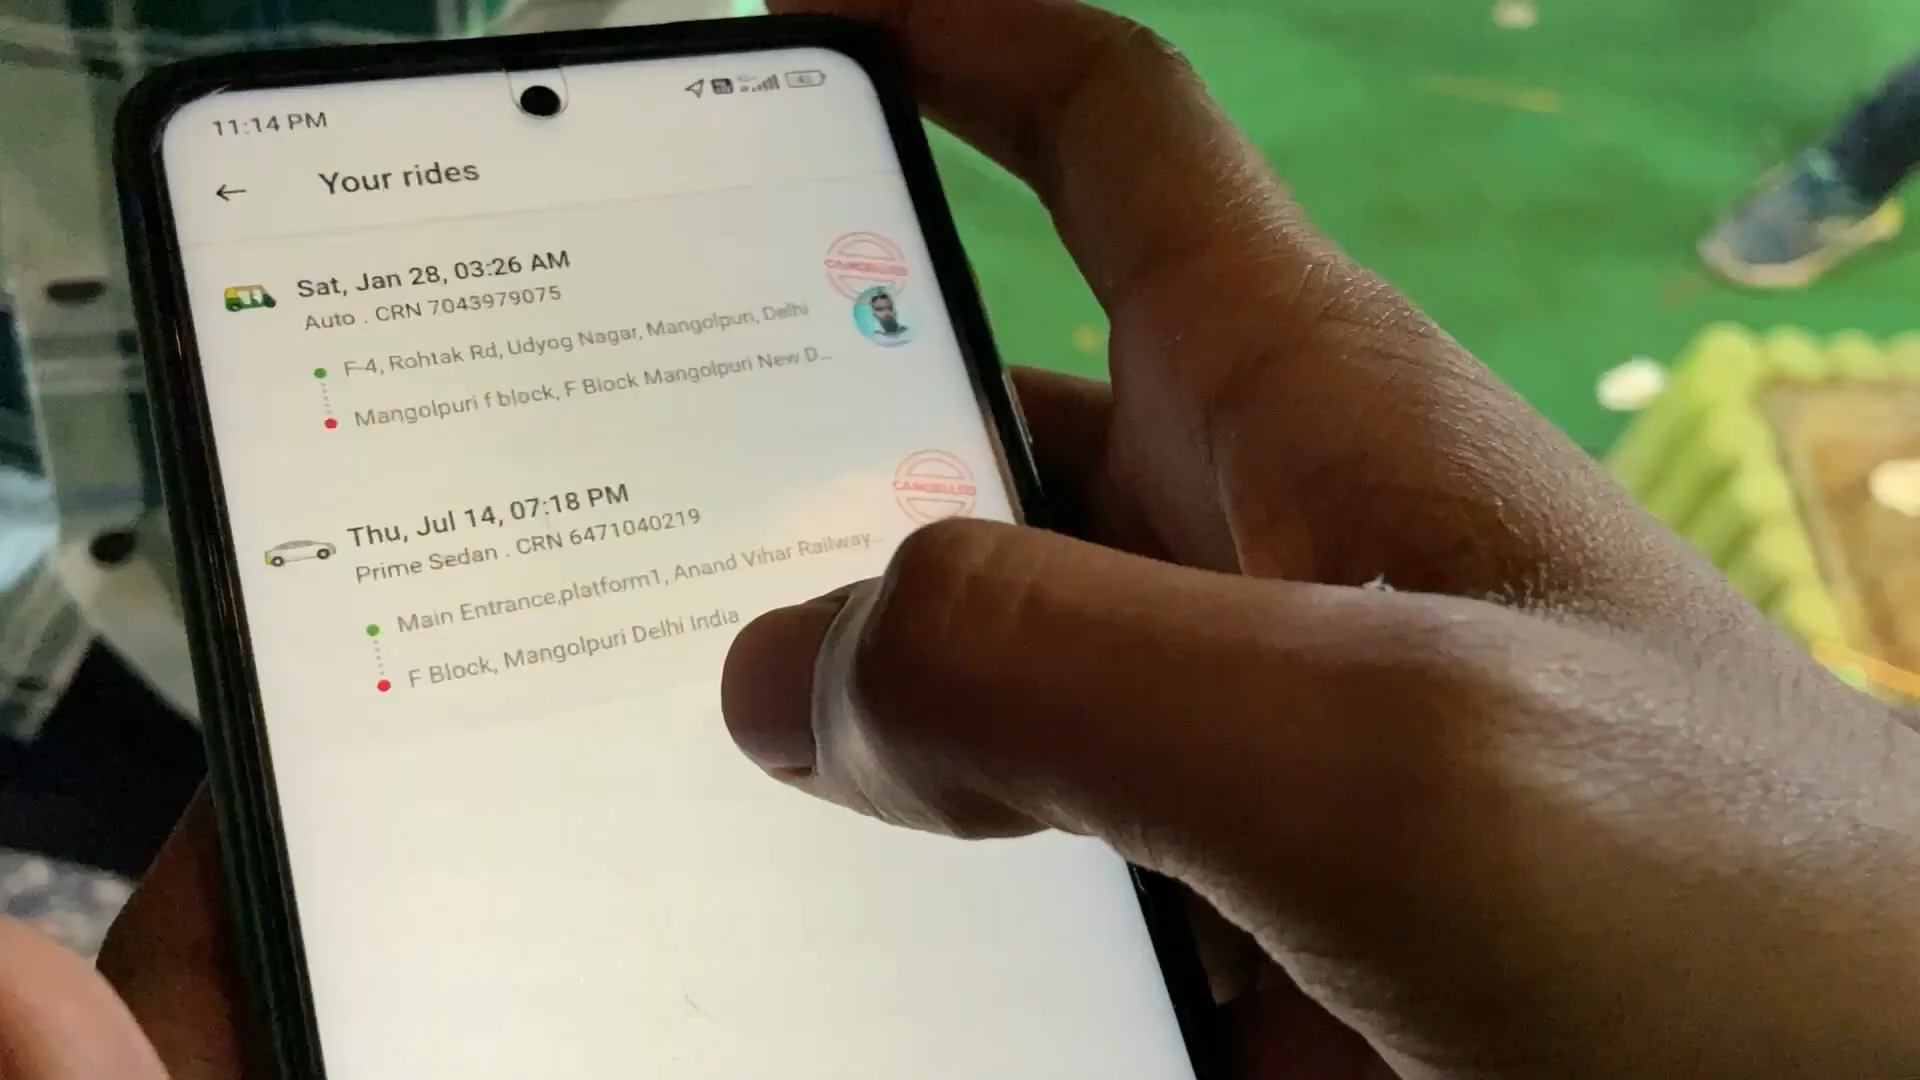 11:14 PM
Your rides
Sat, Jan 28, 03:26 AM
CANCELLED
Auto . CRN 7043979075
F-4, Rohtak Rd, Udyog Nagar, Mangolpuri, Delhi
Mangolpuri f block, F Block Mangolpuri New D...
Thu, Jul 14, 07:18 PM
CANCELLED
Prime Sedan . CRN 6471040219
Main Entrance,platform1, Anand Vihar Railway...
F Block, Mangolpuri Delhi India